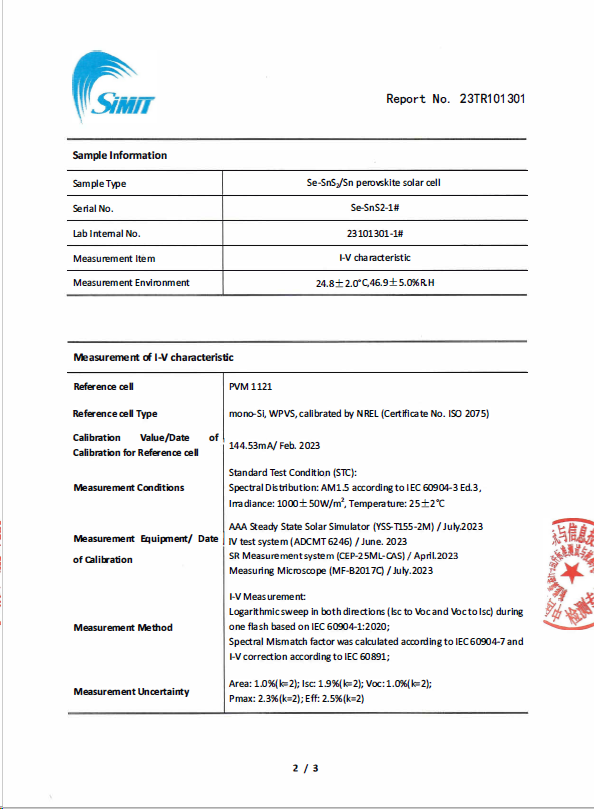 SIMIT
Report No. 23TR101301
Sample Information
Sample Type Se-SnS₂/Sn perovskite solar cell
Serial No. Se-SnS2-1#
Lab Internal No. 23101301-1#
Measurement Item I-V characteristic
Measurement Environment 24.8±2.0°C,46.9±5.0%R.H
Measurement of I-V characteristic
Reference cell PVM 1121
Reference cell Type mono-Si, WPVS, calibrated by NREL (Certificate No. ISO 2075)
Calibration Value/Date of
Calibration for Reference cell
144.53mA/ Feb. 2023
Measurement Conditions
Standard Test Condition (STC):
Spectral Distribution: AM1.5 according to IEC 60904-3 Ed.3,
Irradiance: 1000±50W/m², Temperature: 25±2°C
Measurement Equipment/ Date
of Calibration
AAA Steady State Solar Simulator (YSS-T155-2M) / July.2023
IV test system (ADCMT 6246) / June. 2023
SR Measurement system (CEP-25ML-CAS) / April.2023
Measuring Microscope (MF-B2017C) / July.2023
Measurement Method
I-V Measurement:
Logarithmic sweep in both directions (Isc to Voc and Voc to Isc) during
one flash based on IEC 60904-1:2020;
Spectral Mismatch factor was calculated according to IEC 60904-7 and
I-V correction according to IEC 60891;
Measurement Uncertainty
Area: 1.0%(k=2); Isc: 1.9%(k=2); Voc: 1.0%(k=2);
Pmax: 2.3%(k=2); Eff: 2.5%(k=2)
2 / 3